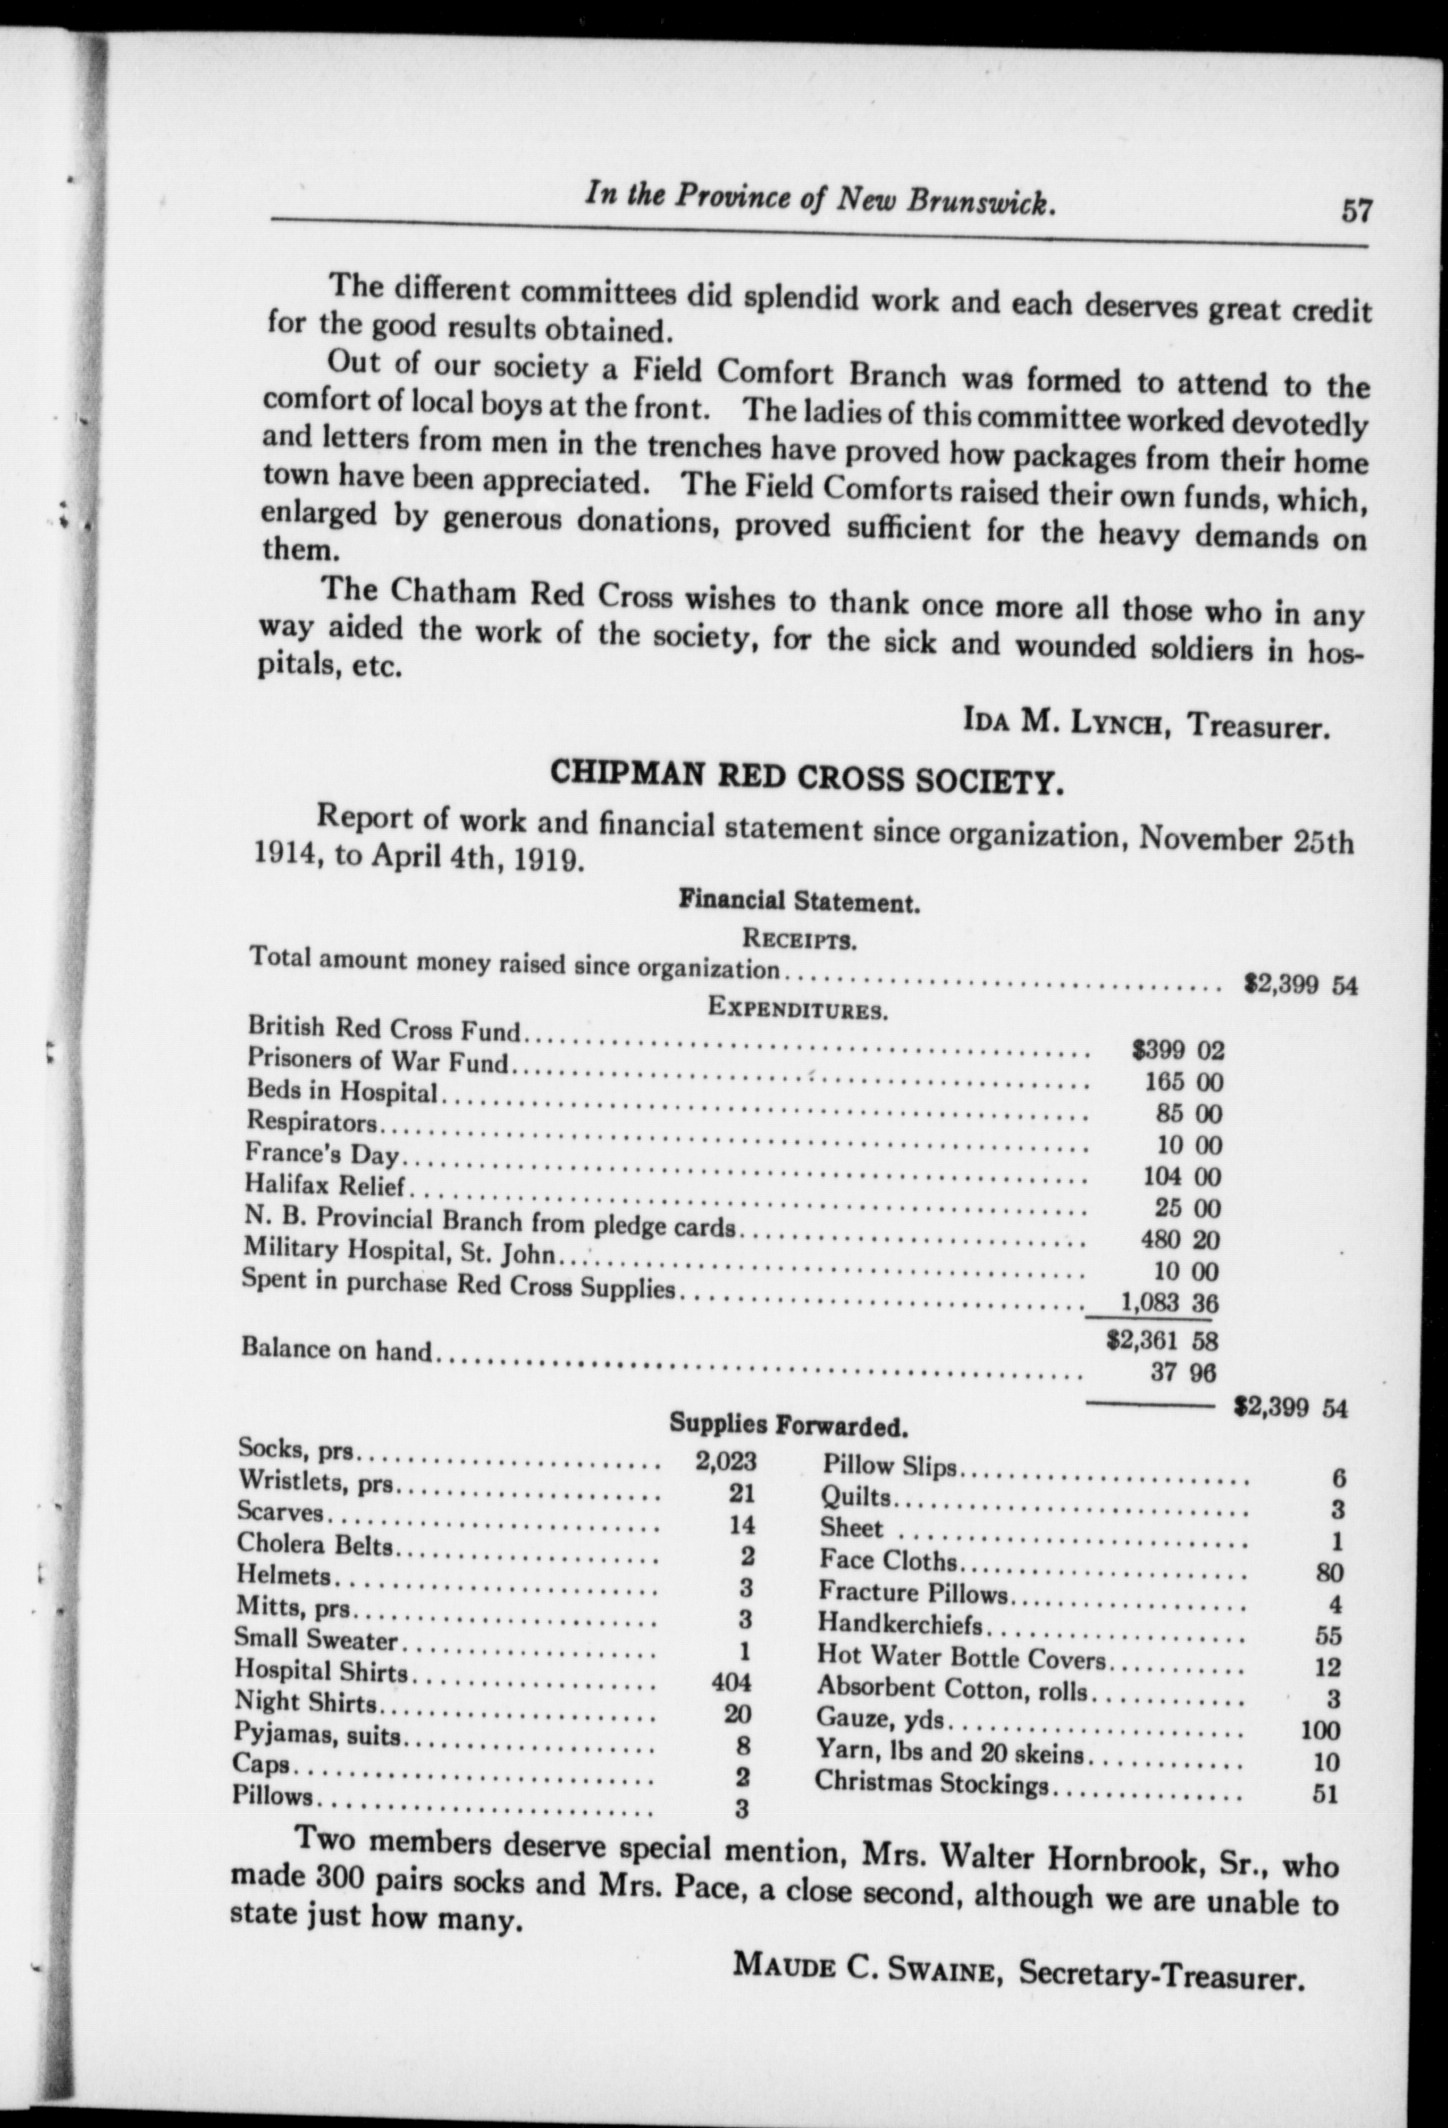 In the Province of New Brunswick. 57
The different committees did splendid work and each deserves great credit
for the good results obtained.
Out of our society a Field Comfort Branch was formed to attend to the
comfort of local boys at the front. The ladies of this committee worked devotedly
and letters from men in the trenches have proved how packages from their home
town have been appreciated. The Field Comforts raised their own funds, which,
enlarged by generous donations, proved sufficient for the heavy demands on
them.
The Chatham Red Cross wishes to thank once more all those who in any
way aided the work of the society, for the sick and wounded soldiers in hos-
pitals, etc.
IDA M. LYNCH, Treasurer.
CHIPMAN RED CROSS SOCIETY.
Report of work and financial statement since organization, November 25th
1914, to April 4th, 1919.
Financial Statement.
RECEIPTS.
Total amount money raised since organization.................................... $2,399 54
EXPENDITURES.
British Red Cross Fund................................................ $399 02
Prisoners of War Fund................................................. 165 00
Beds in Hospital...................................................... 85 00
Respirators........................................................... 10 00
France's Day.......................................................... 104 00
Halifax Relief........................................................ 25 00
N. B. Provincial Branch from pledge cards............................. 480 20
Military Hospital, St. John........................................... 10 00
Spent in purchase Red Cross Supplies.................................. 1,083 36
$2,361 58
Balance on hand....................................................... 37 96
$2,399 54
Supplies Forwarded.
Socks, prs......................... 2,023
Wristlets, prs..................... 21
Scarves........................... 14
Cholera Belts...................... 2
Helmets........................... 3
Mitts, prs......................... 3
Small Sweater..................... 1
Hospital Shirts.................... 404
Night Shirts....................... 20
Pyjamas, suits..................... 8
Caps.............................. 2
Pillows............................ 3
Pillow Slips........................ 6
Quilts............................. 3
Sheet ............................ 1
Face Cloths........................ 80
Fracture Pillows................... 4
Handkerchiefs..................... 55
Hot Water Bottle Covers........... 12
Absorbent Cotton, rolls............ 3
Gauze, yds........................ 100
Yarn, lbs and 20 skeins............ 10
Christmas Stockings............... 51
Two members deserve special mention, Mrs. Walter Hornbrook, Sr., who
made 300 pairs socks and Mrs. Pace, a close second, although we are unable to
state just how many.
MAUDE C. SWAINE, Secretary-Treasurer.